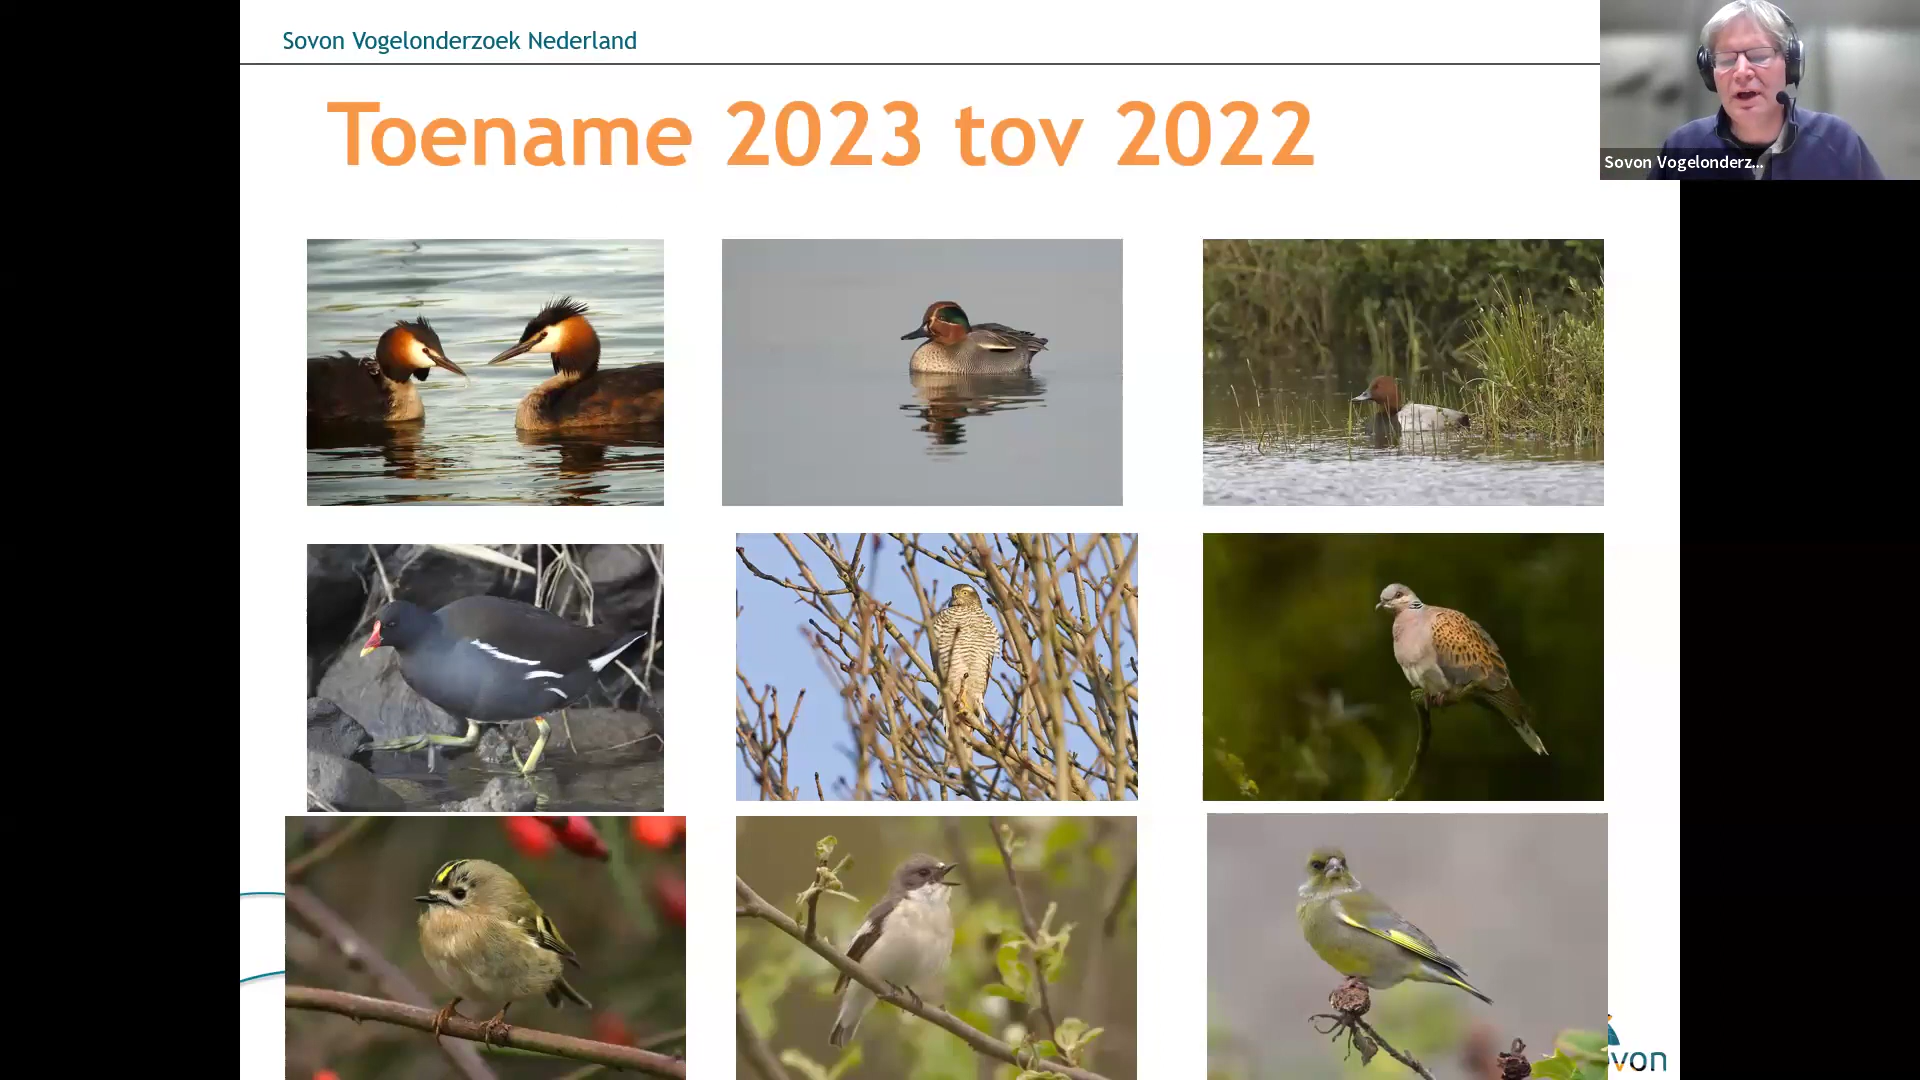 Sovon Vogelonderzoek Nederland
Toename 2023 tov 2022
Sovon Vogelonderz...
von